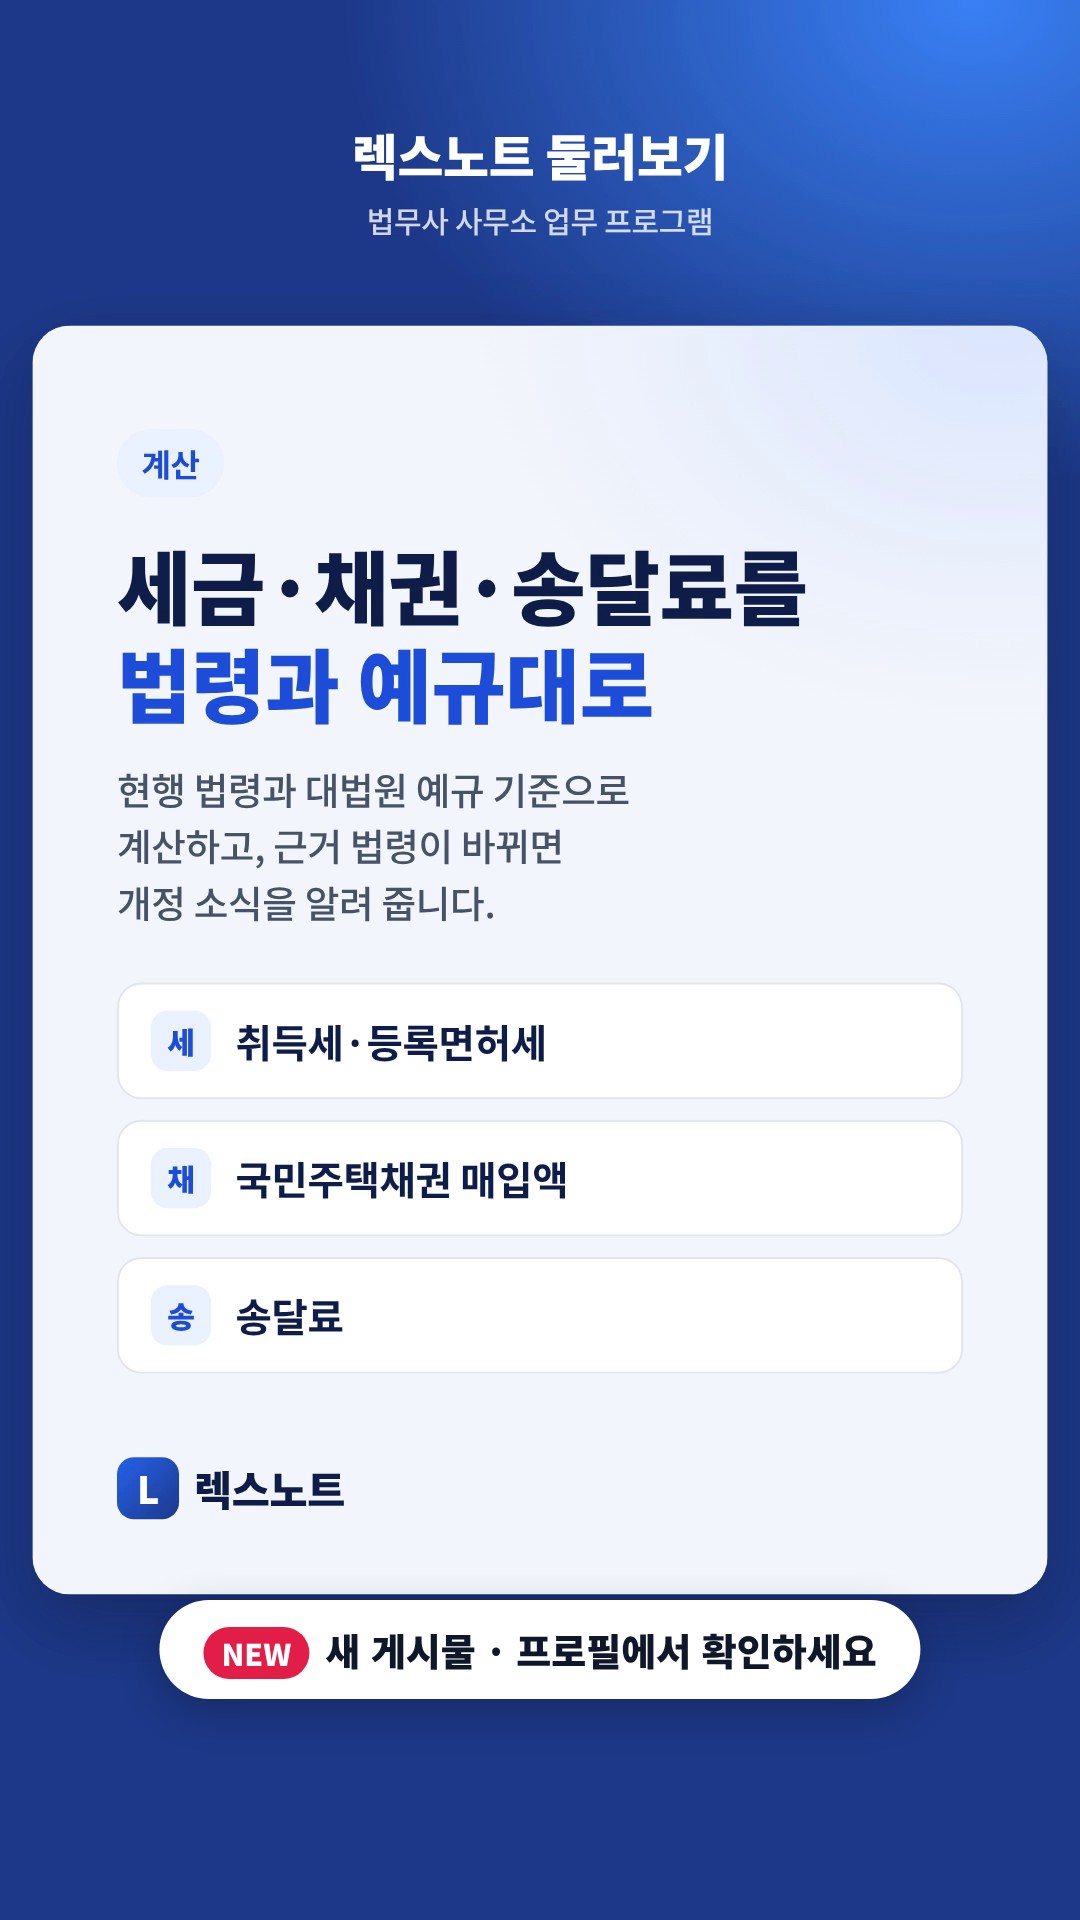 렉스노트 둘러보기
법무사 사무소 업무 프로그램
계산
세금·채권·송달료를
법령과 예규대로
현행 법령과 대법원 예규 기준으로
계산하고, 근거 법령이 바뀌면
개정 소식을 알려 줍니다.
세 취득세·등록면허세
채 국민주택채권 매입액
송 송달료
L 렉스노트
NEW 새 게시물 · 프로필에서 확인하세요